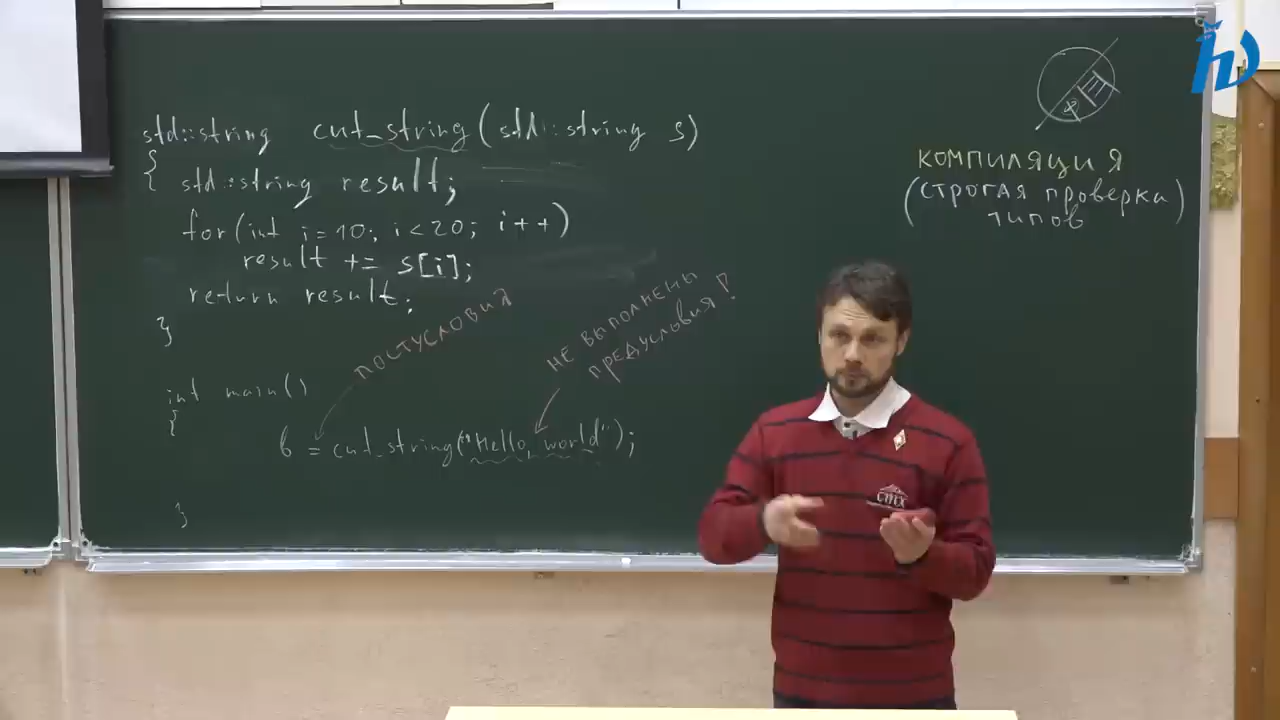 std::string cut_string(std::string s)
{ std::string result;
for(int i=10; i<20; i++)
result += s[i];
return result;
}
ПОСТУСЛОВИЯ
НЕ ВЫПОЛНЕНЫ
ПРЕДУСЛОВИЯ!
int main()
{
в = cut_string("Hello, world");
}
КОМПИЛЯЦИЯ
(СТРОГАЯ ПРОВЕРКА)
ТИПОВ
СТХ